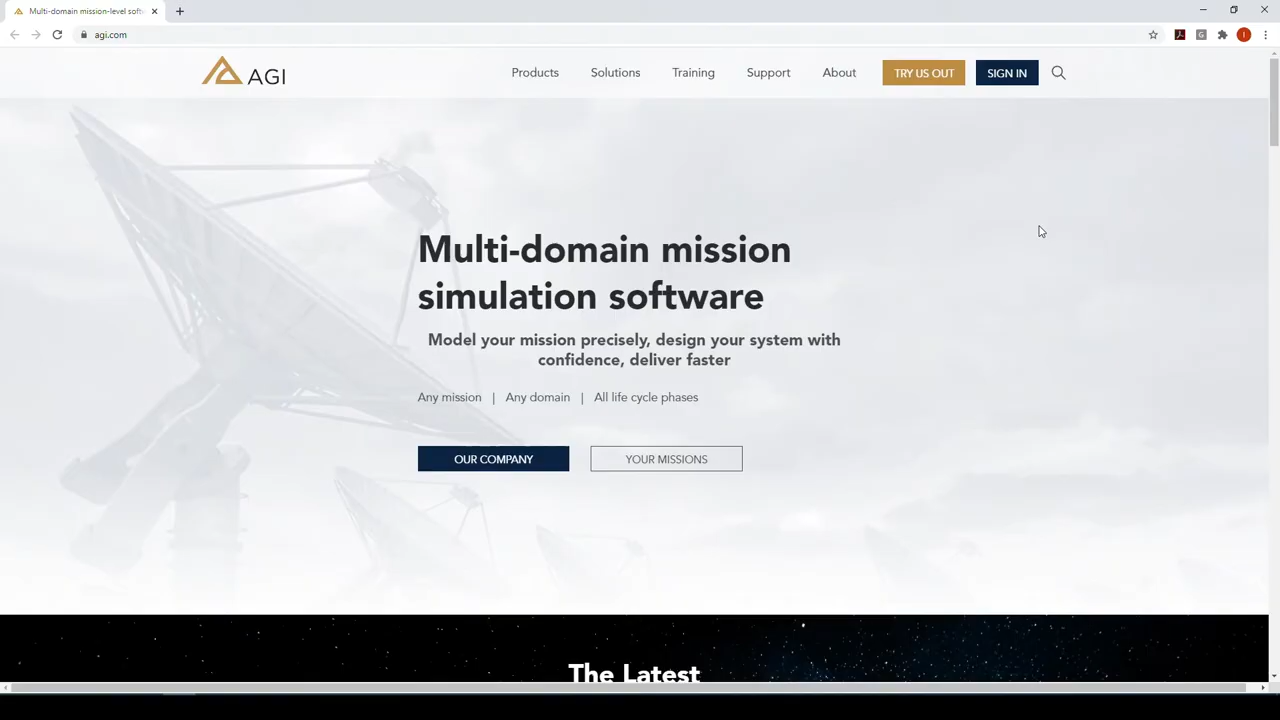 Multi-domain mission-level soft
agi.com
AGI
Products
Solutions
Training
Support
About
TRY US OUT
SIGN IN
Multi-domain mission
simulation software
Model your mission precisely, design your system with
confidence, deliver faster
Any mission | Any domain | All life cycle phases
OUR COMPANY
YOUR MISSIONS
The Latest